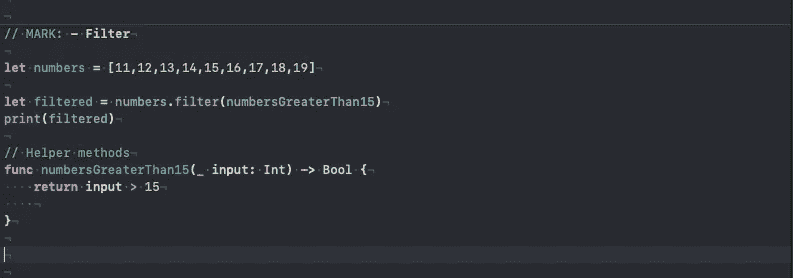 // MARK: - Filter
let numbers = [11,12,13,14,15,16,17,18,19]
let filtered = numbers.filter(numbersGreaterThan15)
print(filtered)
// Helper methods
func numbersGreaterThan15(_ input: Int) -> Bool {
    return input > 15
}